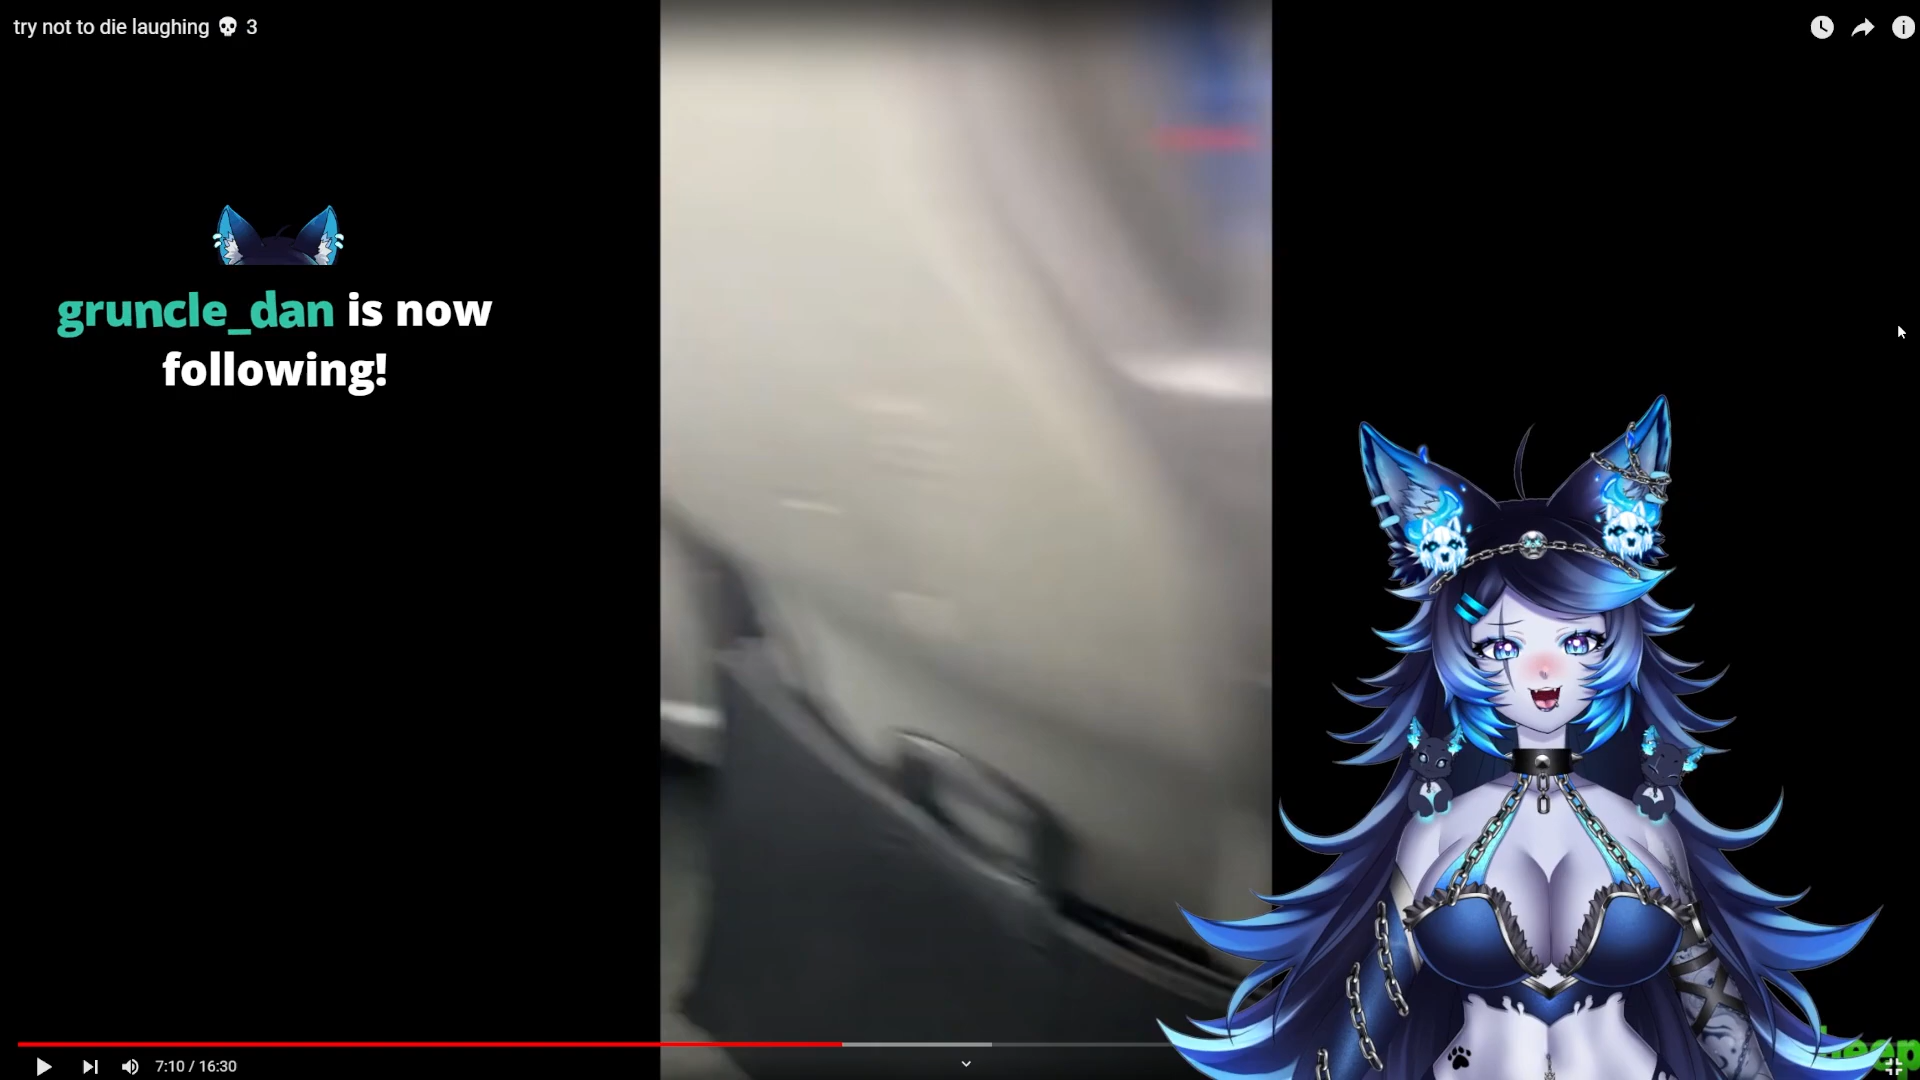 try not to die laughing 💀 3
gruncle_dan is now
following!
7:10 / 16:30